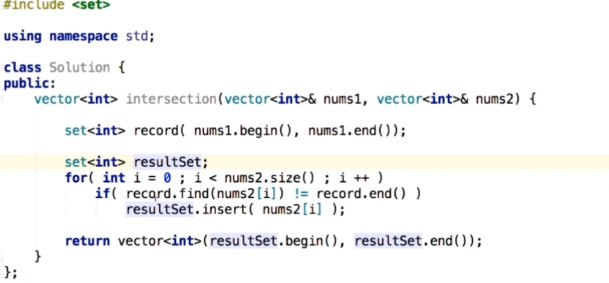 #include <set>
using namespace std;
class Solution {
public:
    vector<int> intersection(vector<int>& nums1, vector<int>& nums2) {
        set<int> record( nums1.begin(), nums1.end());
        set<int> resultSet;
        for( int i = 0 ; i < nums2.size() ; i ++ )
            if( record.find(nums2[i]) != record.end() )
                resultSet.insert( nums2[i] );
        return vector<int>(resultSet.begin(), resultSet.end());
    }
};